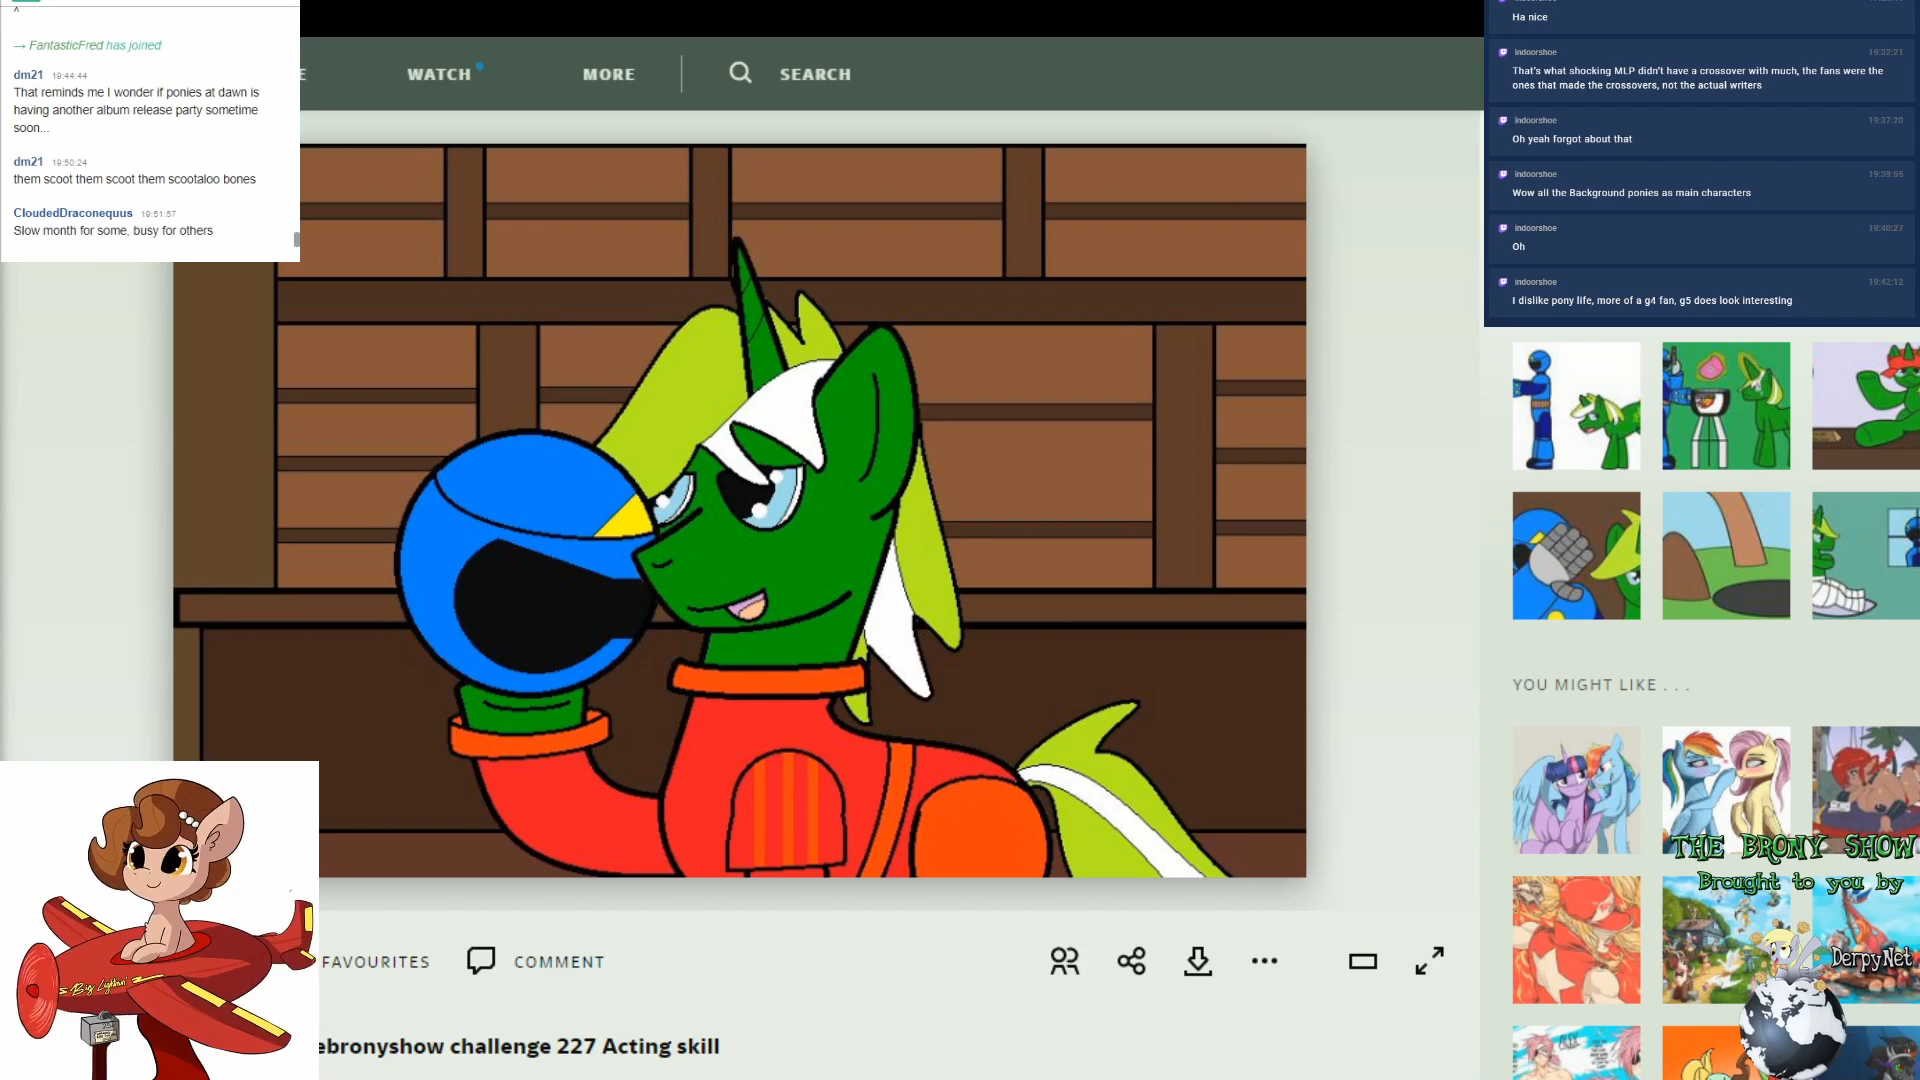 ^
→ FantasticFred has joined
dm21 19:44:44
That reminds me I wonder if ponies at dawn is
having another album release party sometime
soon...
dm21 19:50:24
them scoot them scoot them scootaloo bones
CloudedDraconequus 19:51:57
Slow month for some, busy for others
E
WATCH
MORE
SEARCH
Ha nice
indoorshoe 19:32:21
That's what shocking MLP didn't have a crossover with much, the fans were the
ones that made the crossovers, not the actual writers
indoorshoe 19:37:20
Oh yeah forgot about that
indoorshoe 19:39:55
Wow all the Background ponies as main characters
indoorshoe 19:40:27
Oh
indoorshoe 19:42:12
I dislike pony life, more of a g4 fan, g5 does look interesting
YOU MIGHT LIKE . . .
THE BRONY SHOW
Brought to you by
DerpyNet
Big Lightnin'
FAVOURITES
COMMENT
ebronyshow challenge 227 Acting skill